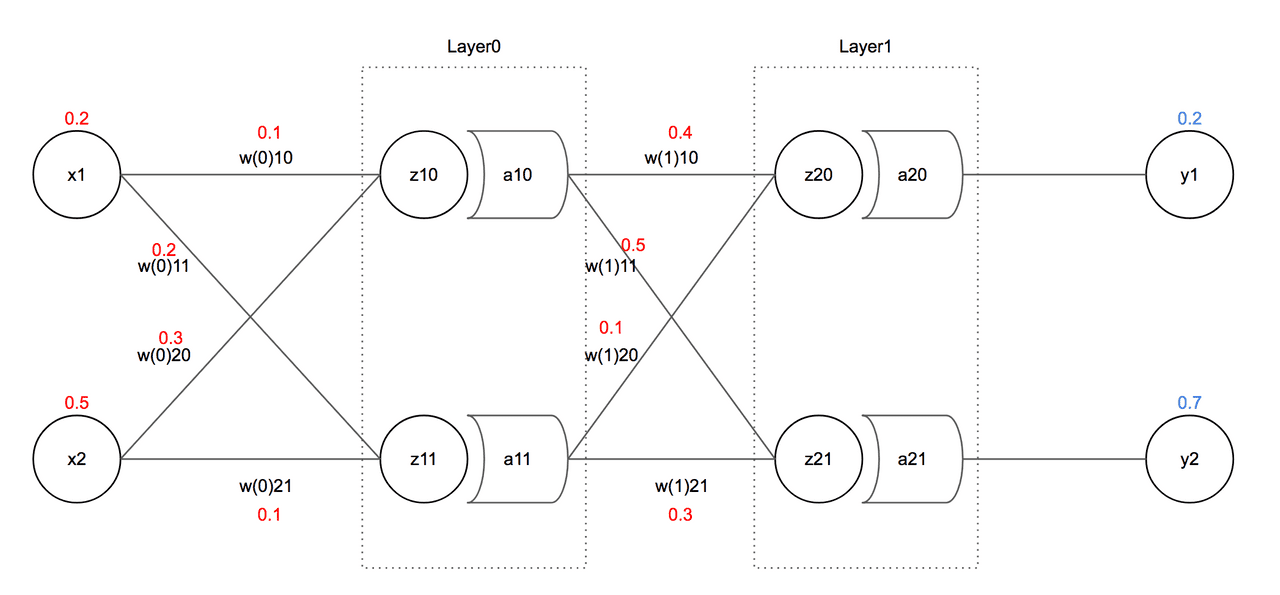 Layer0
Layer1
0.2
0.1
0.4
0.2
w(0)10
w(1)10
x1
z10
a10
z20
a20
y1
0.2
w(0)11
0.5
w(1)11
0.3
w(0)20
0.1
w(1)20
0.5
0.7
x2
z11
a11
z21
a21
y2
w(0)21
w(1)21
0.1
0.3